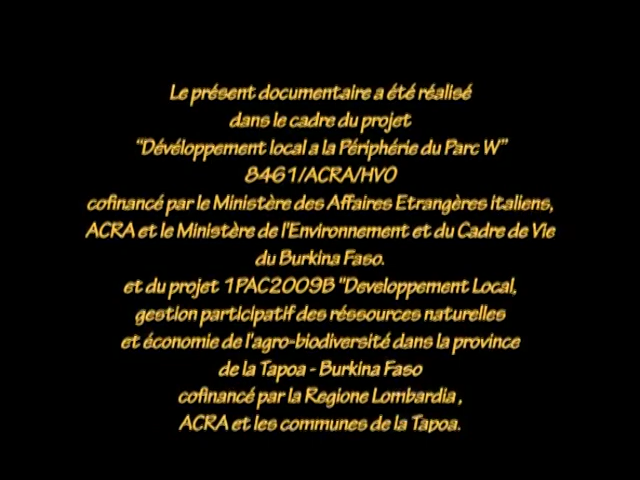 Le présent documentaire a été réalisé
dans le cadre du projet
"Dévéloppement local a la Périphérie du Parc W"
8461/ACRA/HVO
cofinancé par le Ministère des Affaires Etrangères italiens,
ACRA et le Ministère de l'Environnement et du Cadre de Vie
du Burkina Faso.
et du projet 1PAC2009B "Developpement Local,
gestion participatif des réssources naturelles
et économie de l'agro-biodiversité dans la province
de la Tapoa - Burkina Faso
cofinancé par la Regione Lombardia ,
ACRA et les communes de la Tapoa.